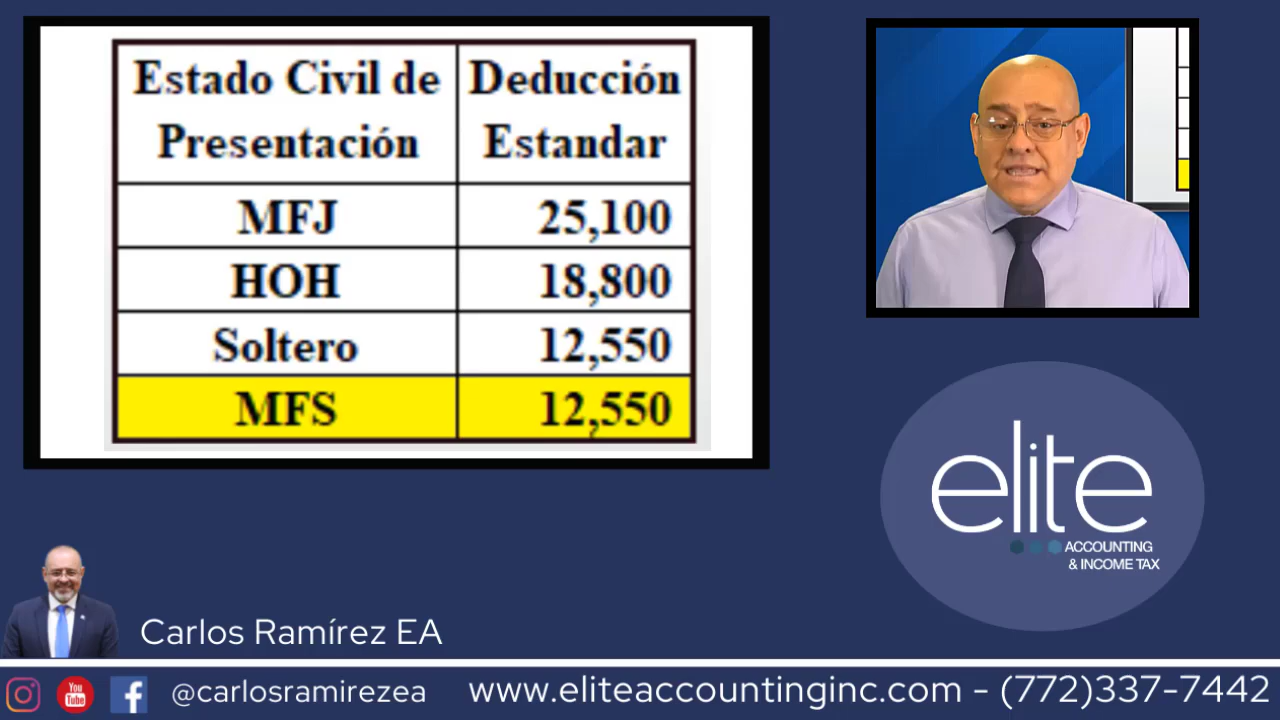 Estado Civil de
Presentación
Deducción
Estandar
MFJ 25,100
HOH 18,800
Soltero 12,550
MFS 12,550
elite
ACCOUNTING
& INCOME TAX
Carlos Ramírez EA
You
Tube
@carlosramirezea
www.eliteaccountinginc.com - (772)337-7442